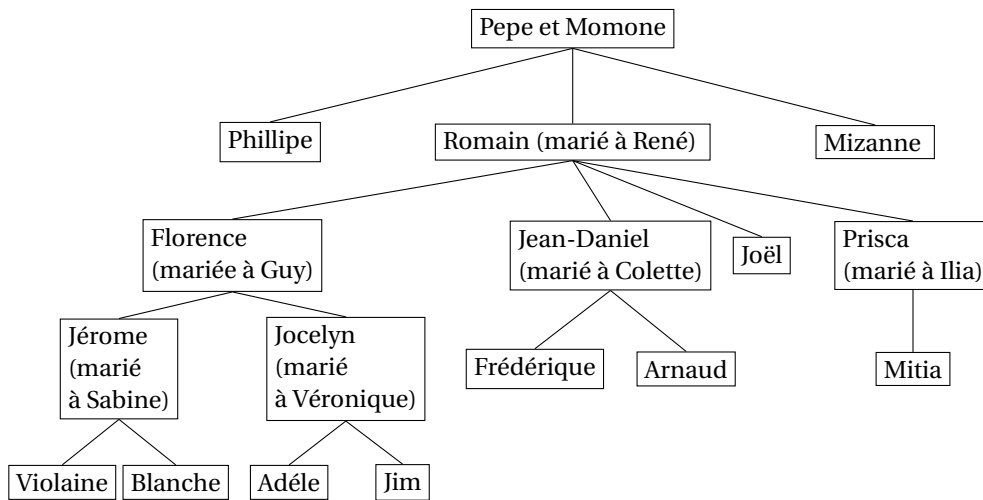 Pepe et Momone
Phillipe
Romain (marié à René)
Mizanne
Florence
(mariée à Guy)
Jean-Daniel
(marié à Colette)
Joël
Prisca
(marié à Ilia)
Jérome
(marié
à Sabine)
Jocelyn
(marié
à Véronique)
Frédérique
Arnaud
Mitia
Violaine
Blanche
Adéle
Jim